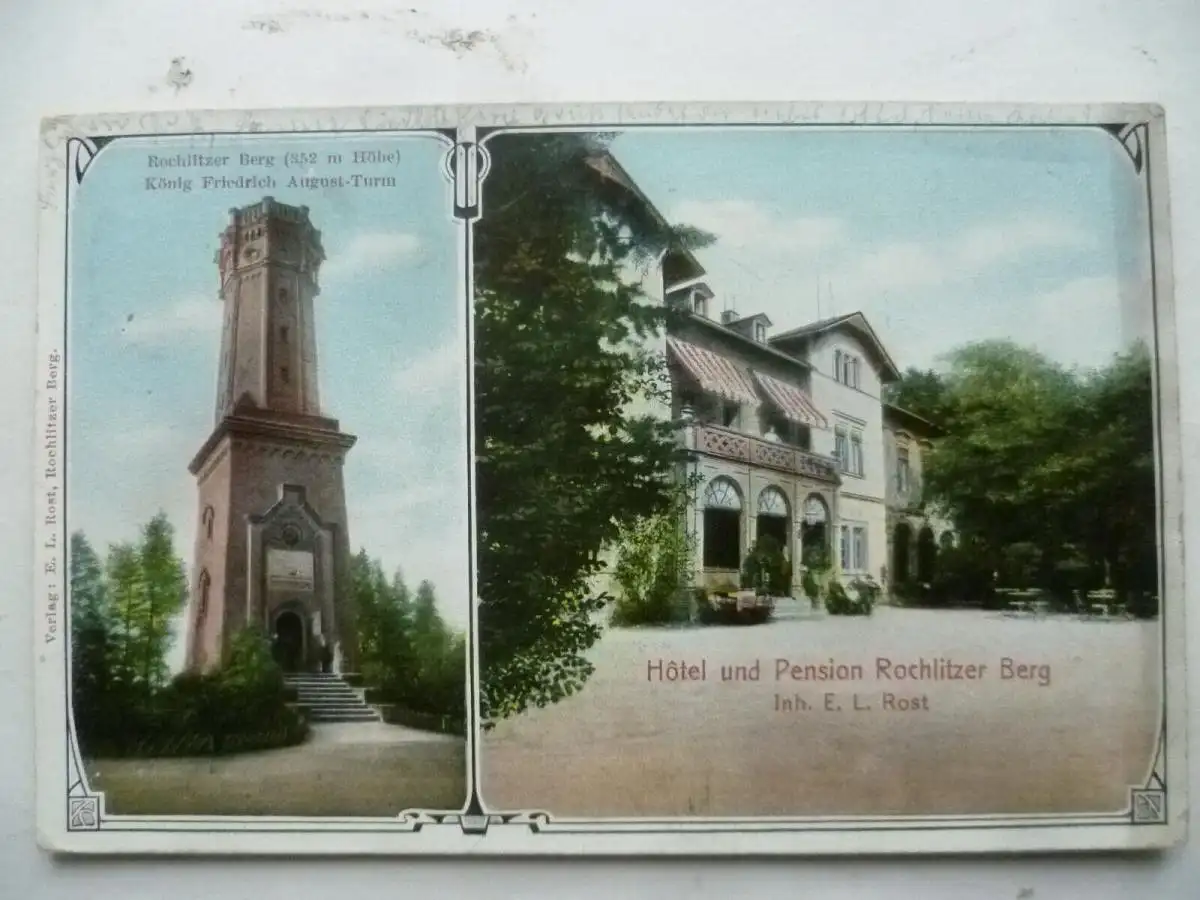 Rochlitzer Berg (352 m Höhe)
König Friedrich August-Turm
Hôtel und Pension Rochlitzer Berg
Inh. E. L. Rost
Verlag: E. L. Rost, Rochlitzer Berg.